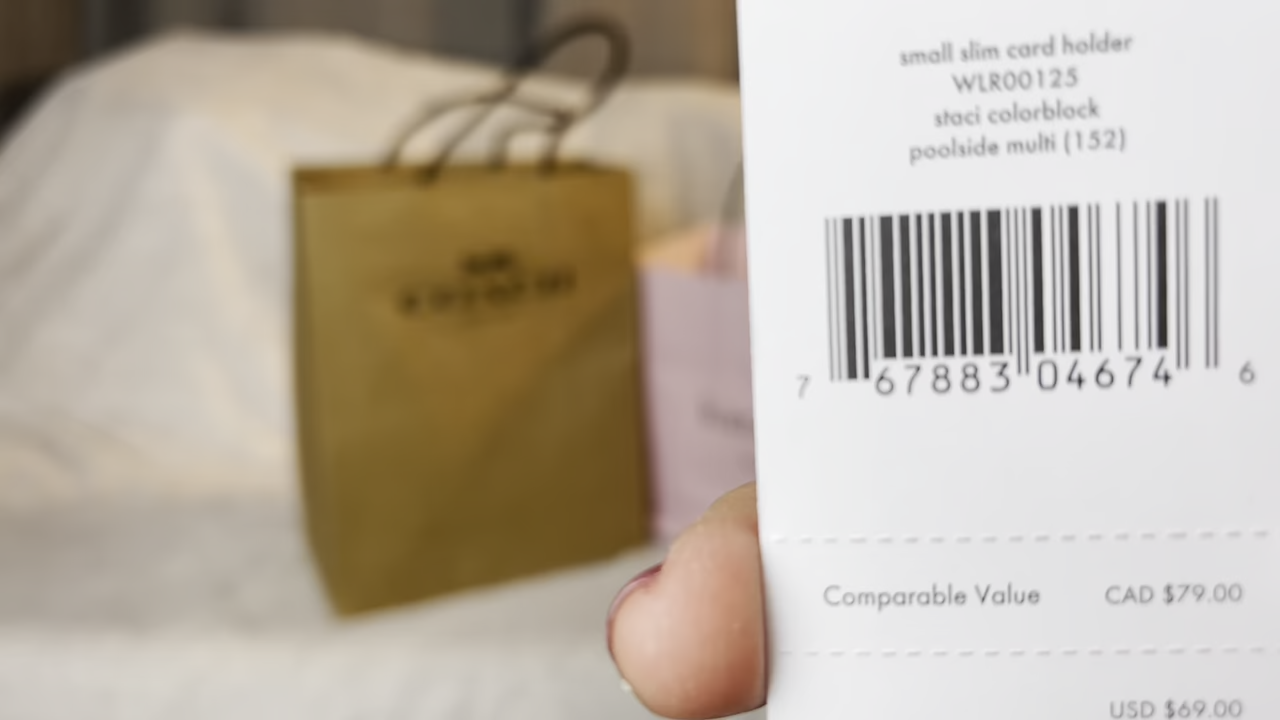 small slim card holder
WLR00125
staci colorblock
poolside multi (152)
7 67883 04674 6
Comparable Value CAD $79.00
USD $69.00
COACH